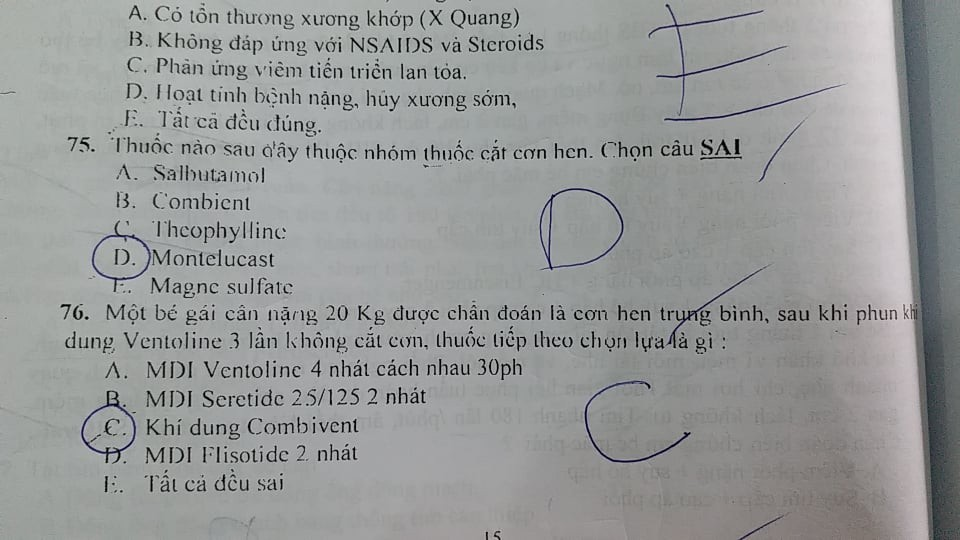 A. Có tổn thương xương khớp (X Quang)
B. Không đáp ứng với NSAIDS và Steroids
C. Phản ứng viêm tiến triển lan tỏa.
D. Hoạt tính bệnh nặng, hủy xương sớm,
E. Tất cả đều đúng.
E
75. Thuốc nào sau đây thuộc nhóm thuốc cắt cơn hen. Chọn câu SAI
A. Salbutamol
B. Combient
C. Theophylline
D. Montelucast
E. Magne sulfate
D
76. Một bé gái cân nặng 20 Kg được chẩn đoán là cơn hen trung bình, sau khi phun khí
dung Ventoline 3 lần không cắt cơn, thuốc tiếp theo chọn lựa là gì :
A. MDI Ventoline 4 nhát cách nhau 30ph
B. MDI Seretide 25/125 2 nhát
C. Khí dung Combivent
D. MDI Flisotide 2 nhát
E. Tất cả đều sai
C
15